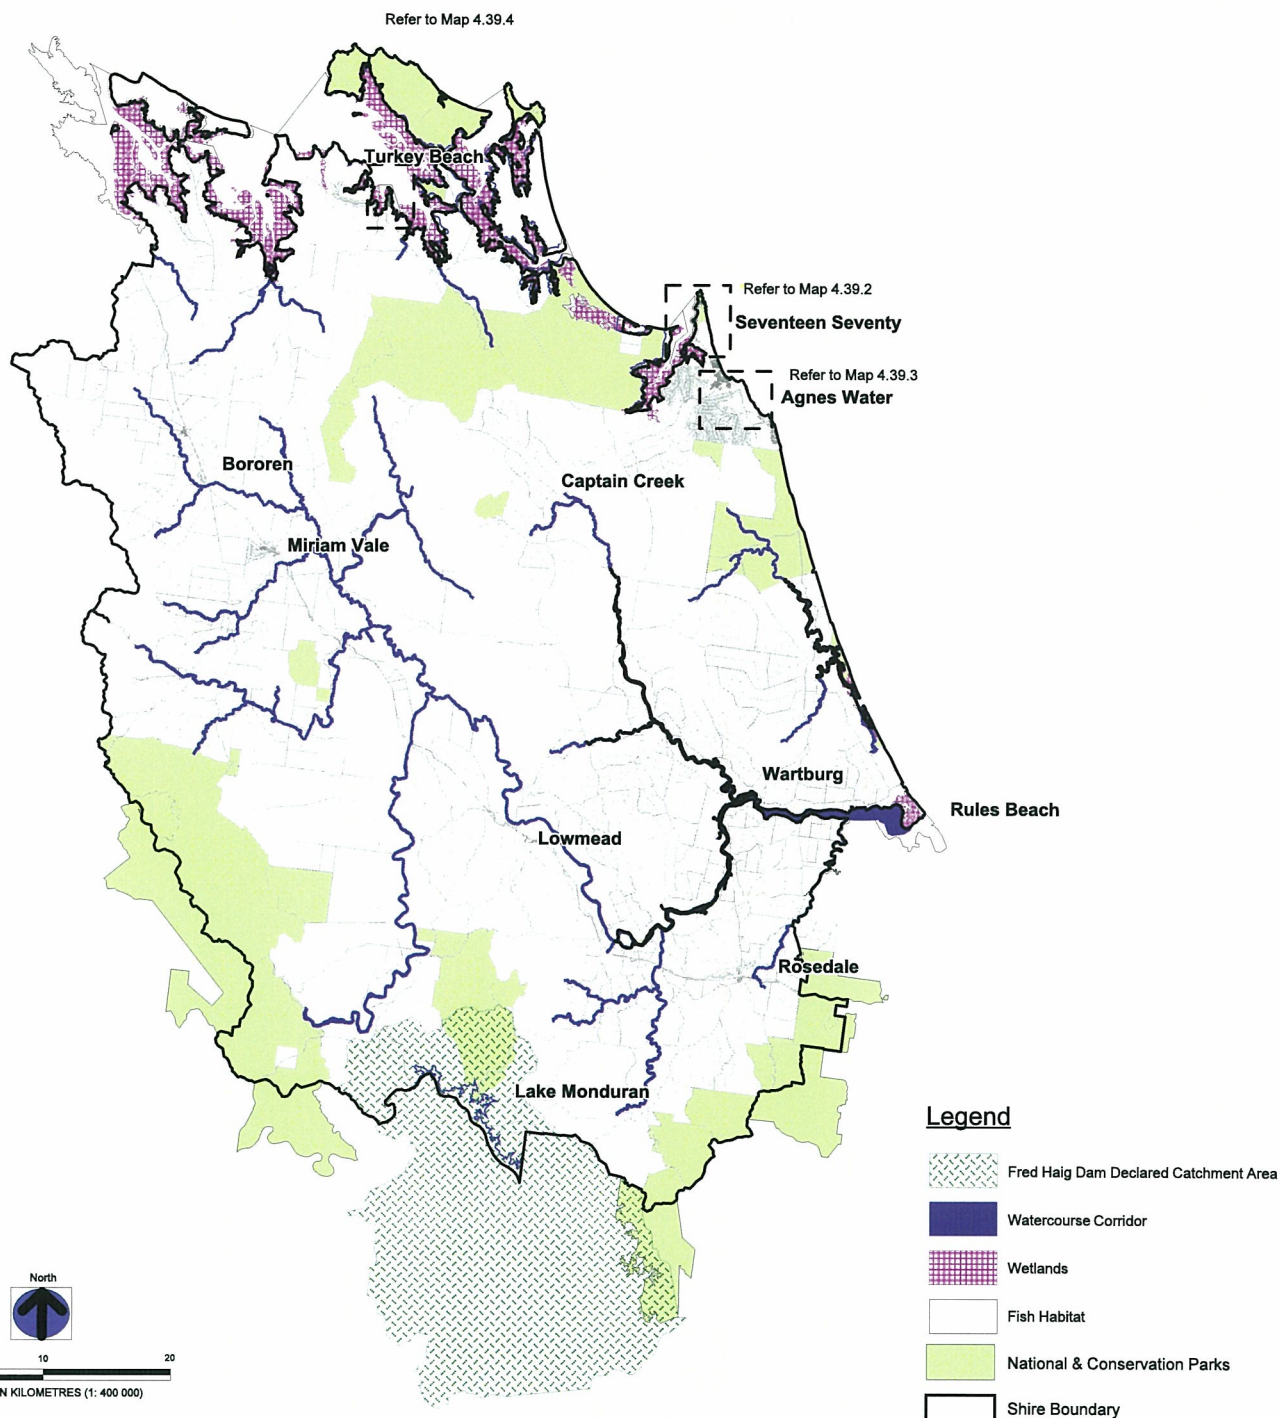 Refer to Map 4.39.4
Turkey Beach
Refer to Map 4.39.2
Seventeen Seventy
Refer to Map 4.39.3
Agnes Water
Bororen
Captain Creek
Miriam Vale
Wartburg
Rules Beach
Lowmead
Rosedale
Lake Monduran
Legend
Fred Haig Dam Declared Catchment Area
Watercourse Corridor
Wetlands
Fish Habitat
National & Conservation Parks
Shire Boundary
North
10 20
N KILOMETRES (1: 400 000)